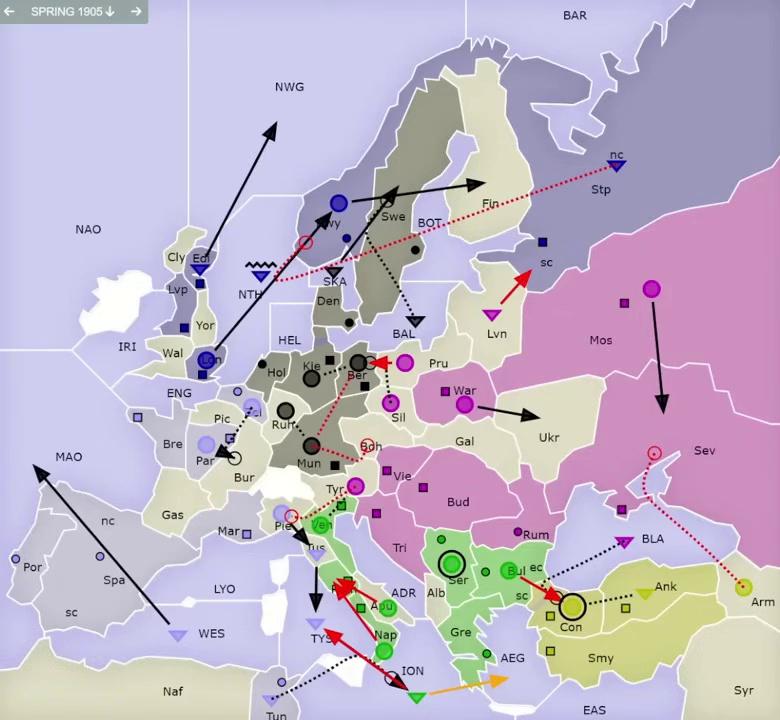 ← SPRING 1905↓ →
BAR
NWG
nc
Stp
NAO
Swe
Fin
BOT
Cly
Edi
sc
Lvp
NTH
SKA
Den
Yor
Lvn
Mos
IRI
HEL
BAL
Wal
Lon
Kie
Pru
Hol
Ber
ENG
War
Pic
Sil
Ruh
Ukr
Bre
Gal
Par
Boh
Sev
MAO
Bur
Mun
Vie
Tyr
Bud
Gas
nc
Ven
Pie
Mar
Rum
BLA
Tus
Tri
Por
Spa
Bul
ec
Ser
Ank
Arm
LYO
ADR
Alb
sc
Apu
sc
Con
WES
TYS
Nap
Gre
AEG
Smy
ION
Naf
Tun
Syr
EAS